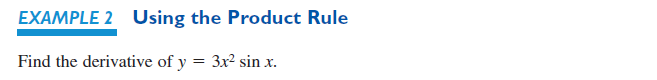 EXAMPLE 2 Using the Product Rule
Find the derivative of y = 3x² sin x.